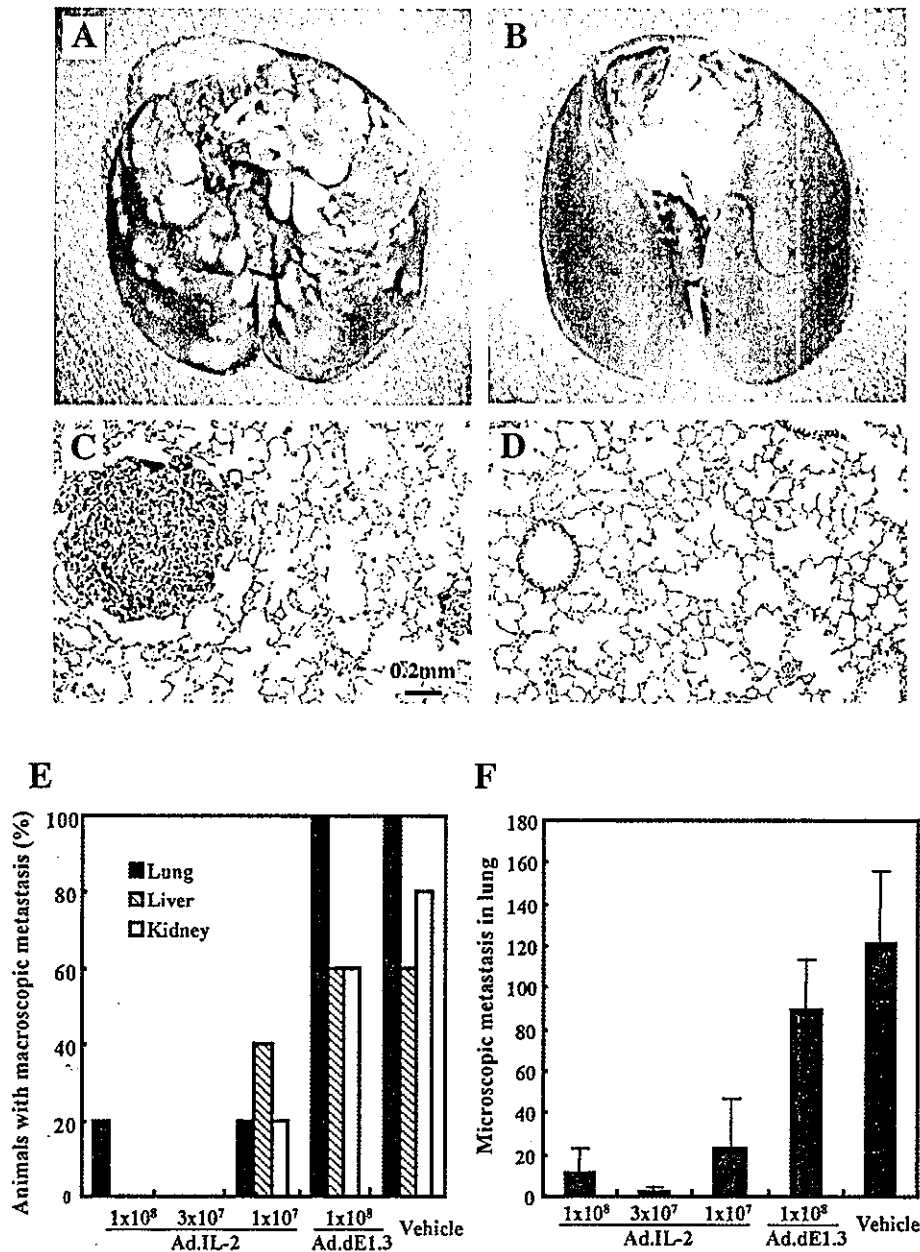 A
B
C
D
0.2mm
E
Animals with macroscopic metastasis (%)
100
80
60
40
20
0
Lung
Liver
Kidney
1x10⁸ 3x10⁷ 1x10⁷ 1x10⁸ Vehicle
Ad.IL-2 Ad.dE1.3
F
Microscopic metastasis in lung
180
160
140
120
100
80
60
40
20
0
1x10⁸ 3x10⁷ 1x10⁷ 1x10⁸ Vehicle
Ad.IL-2 Ad.dE1.3